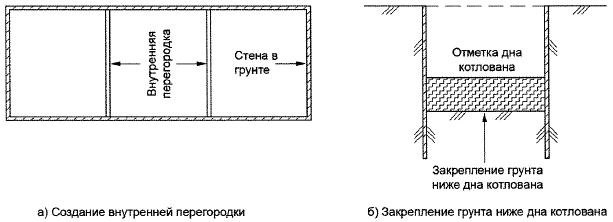 Внутренняя
перегородка
Стена в
грунте
Отметка дна
котлована
Закрепление грунта
ниже дна котлована
а) Создание внутренней перегородки
б) Закрепление грунта ниже дна котлована